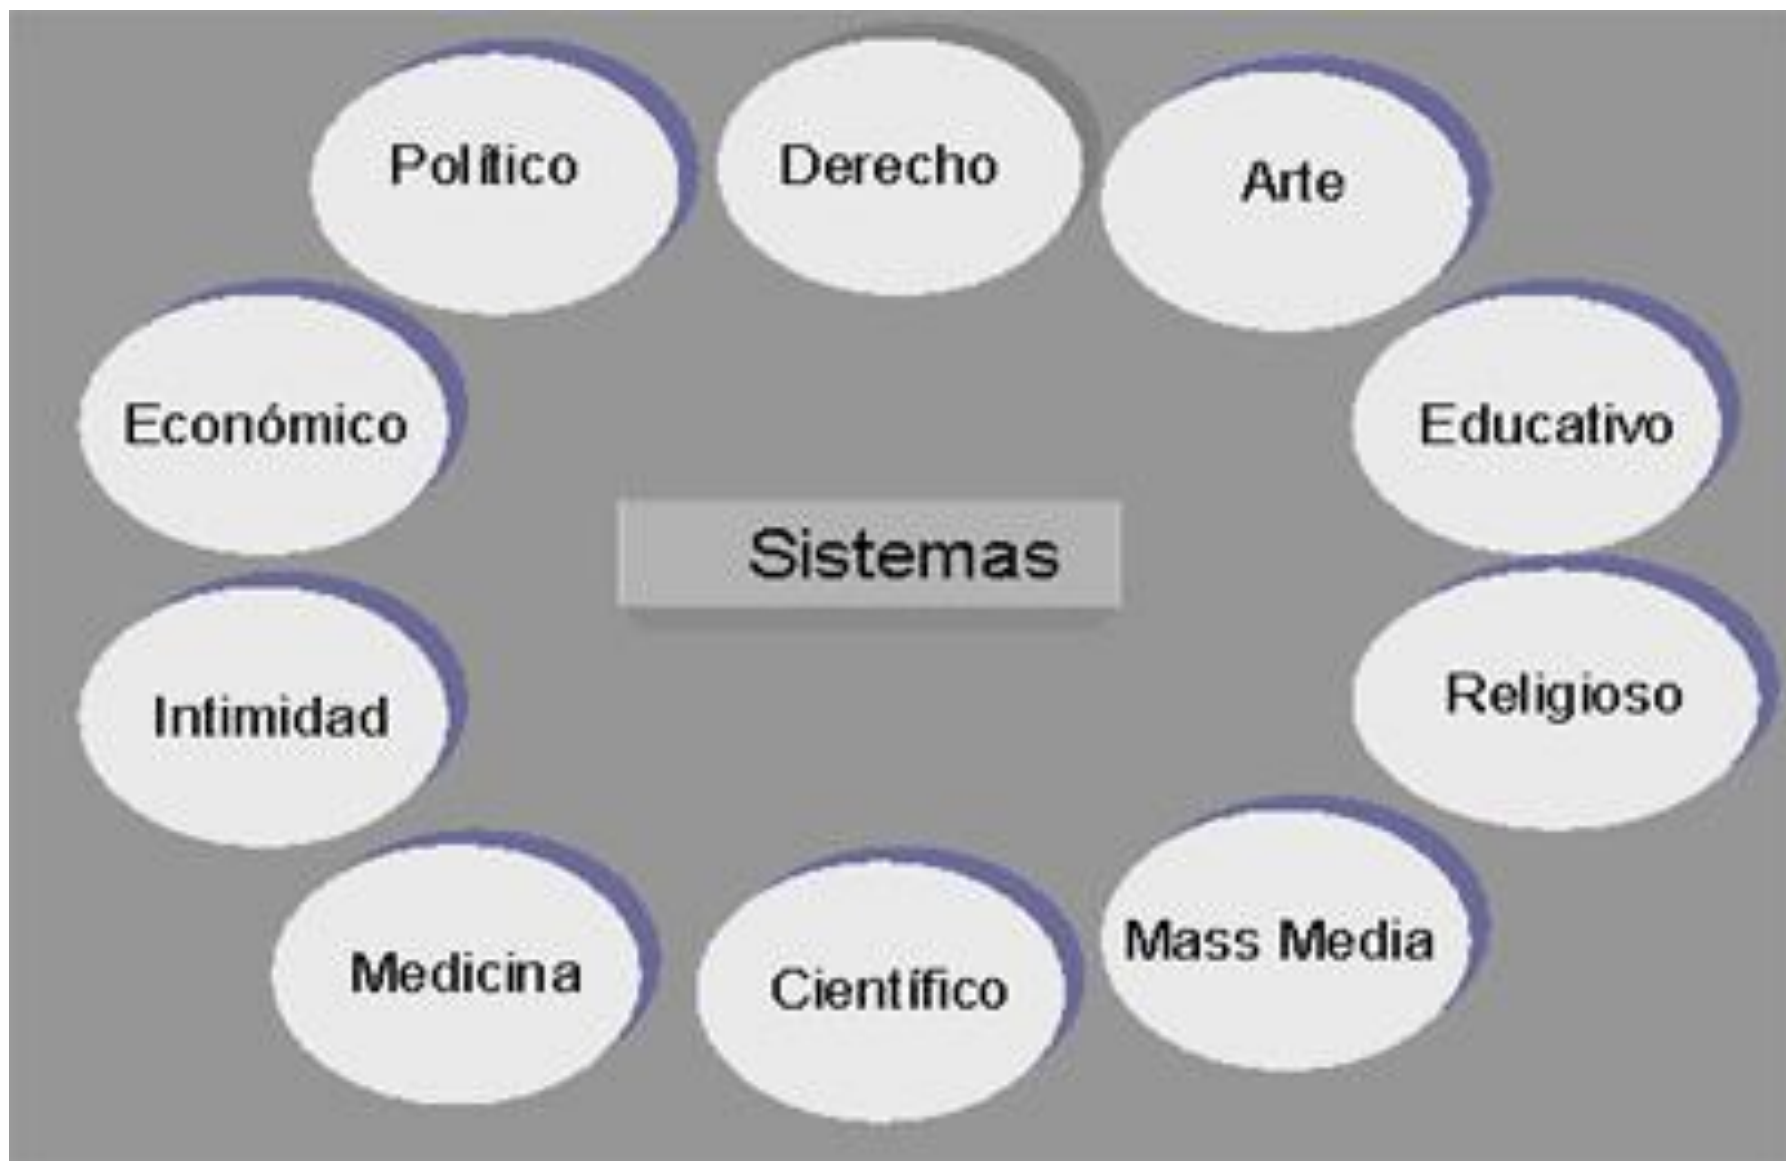 Político
Derecho
Arte
Económico
Educativo
Sistemas
Intimidad
Religioso
Medicina
Científico
Mass Media